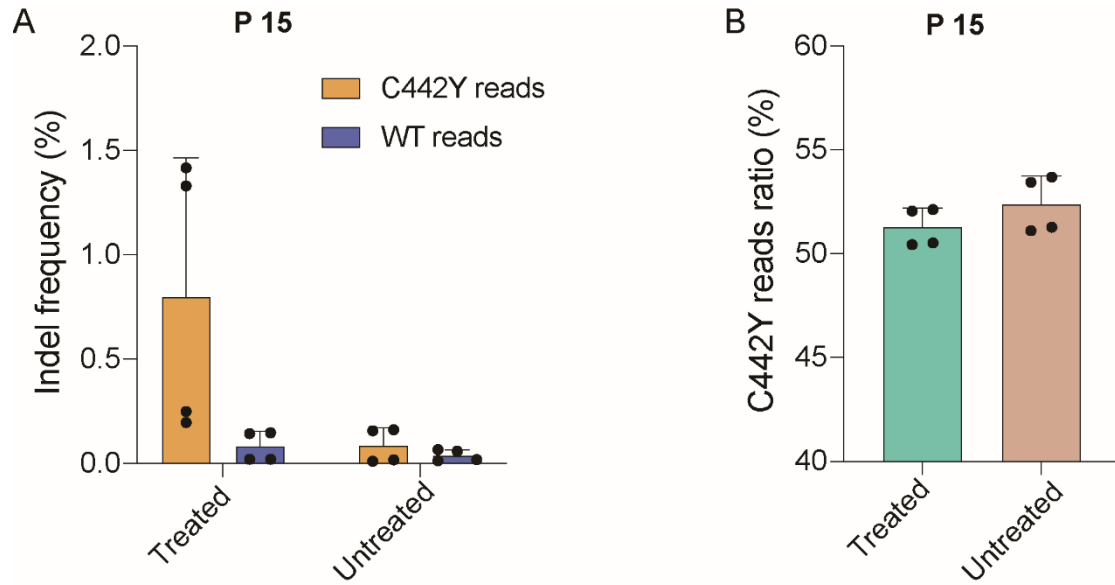 A
P 15
Indel frequency (%)
2.0
1.5
1.0
0.5
0.0
C442Y reads
WT reads
Treated
Untreated
B
P 15
C442Y reads ratio (%)
60
55
50
45
40
Treated
Untreated